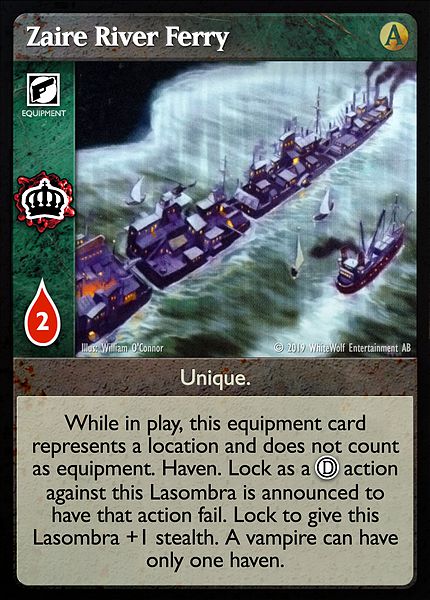 Zaire River Ferry
A
EQUIPMENT
2
Illus: William O'Connor
© 2019 WhiteWolf Entertainment AB
Unique.
While in play, this equipment card
represents a location and does not count
as equipment. Haven. Lock as a Ⓓ action
against this Lasombra is announced to
have that action fail. Lock to give this
Lasombra +1 stealth. A vampire can have
only one haven.